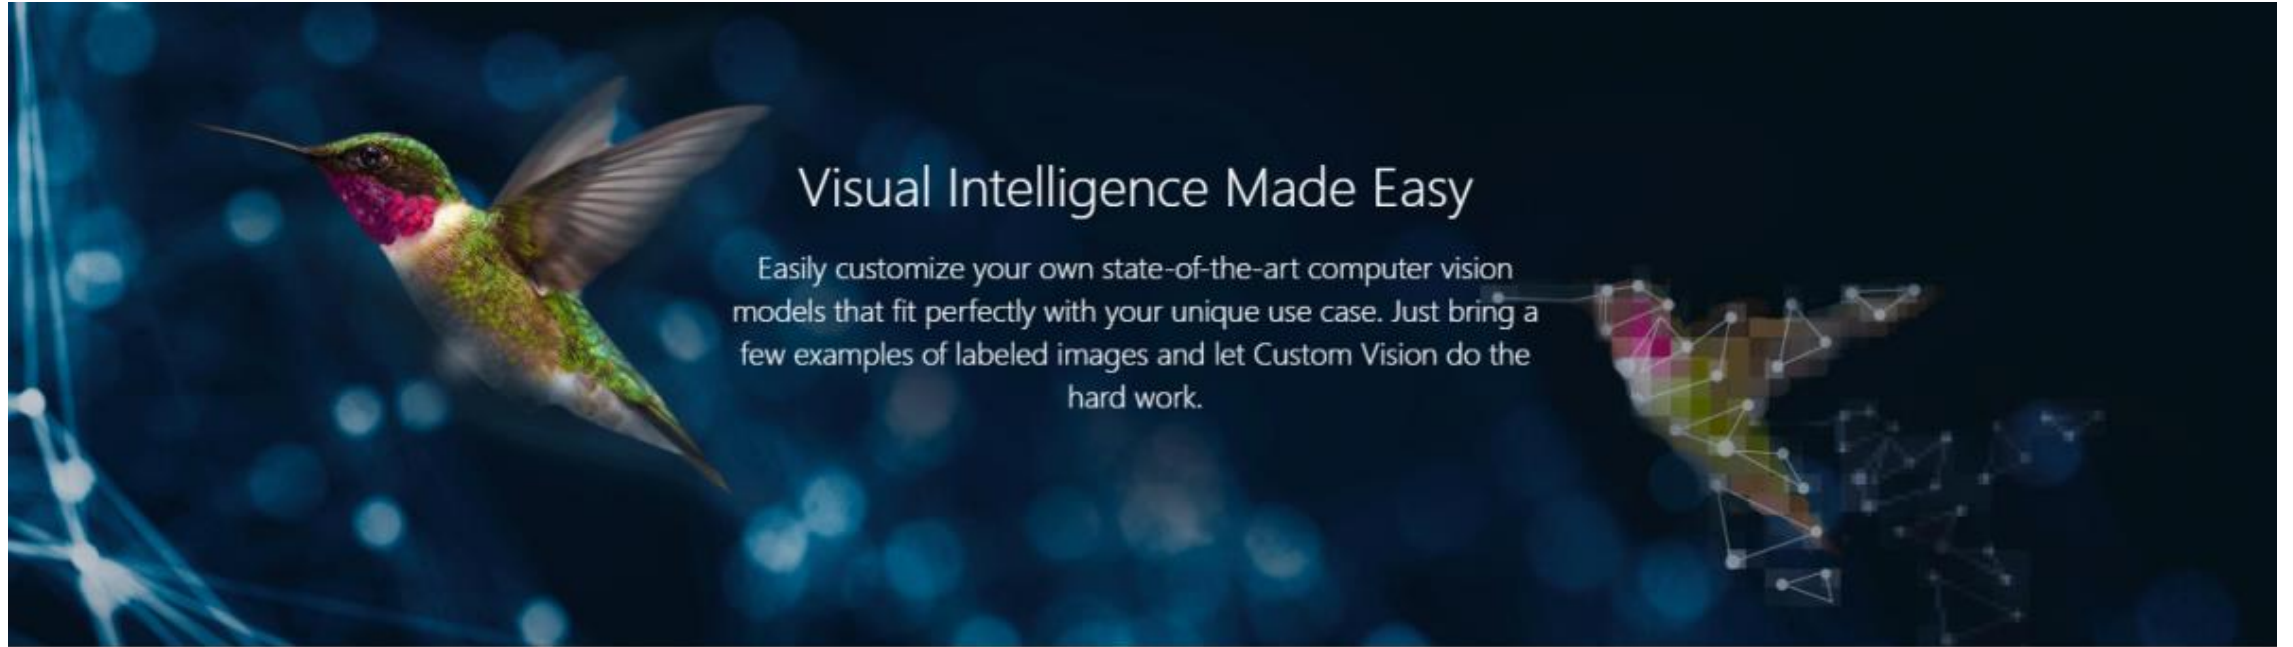 Visual Intelligence Made Easy
Easily customize your own state-of-the-art computer vision
models that fit perfectly with your unique use case. Just bring a
few examples of labeled images and let Custom Vision do the
hard work.